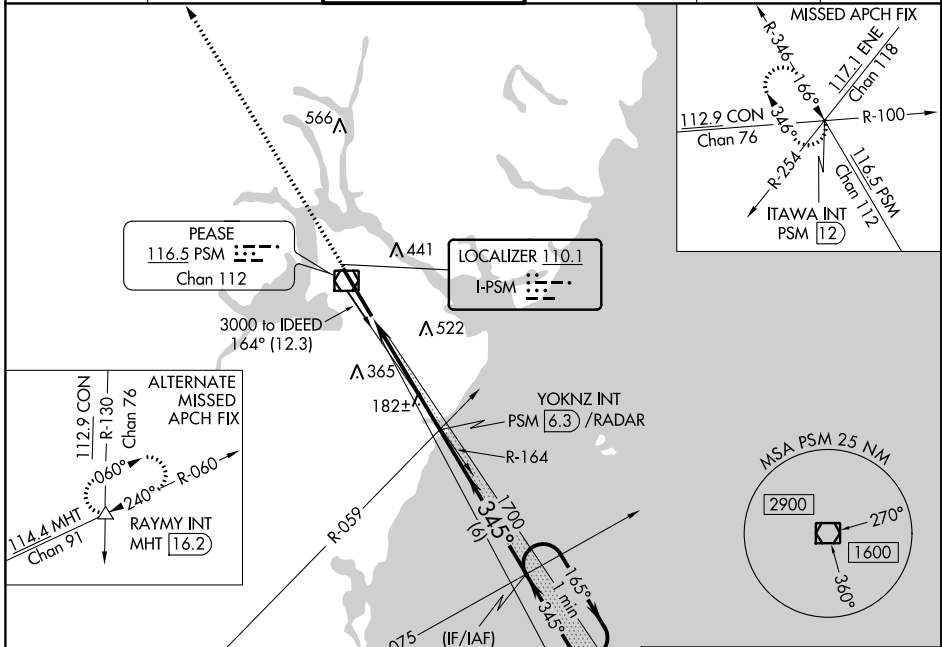 MISSED APCH FIX
R-346
166°
117.1 ENE
Chan 118
112.9 CON
Chan 76
346°
R-100
R-254
116.5 PSM
Chan 112
ITAWA INT
PSM 12
566
PEASE
116.5 PSM
Chan 112
441
LOCALIZER 110.1
I-PSM
3000 to IDEED
164° (12.3)
522
365
182±
YOKNZ INT
PSM 6.3 /RADAR
R-164
ALTERNATE
MISSED
APCH FIX
112.9 CON
R-130
Chan 76
060°
240°
R-060
114.4 MHT
Chan 91
RAYMY INT
MHT 16.2
R-059
1700
345°
(6)
165°
1 min
345°
075
(IF/IAF)
MSA PSM 25 NM
2900
270°
1600
360°